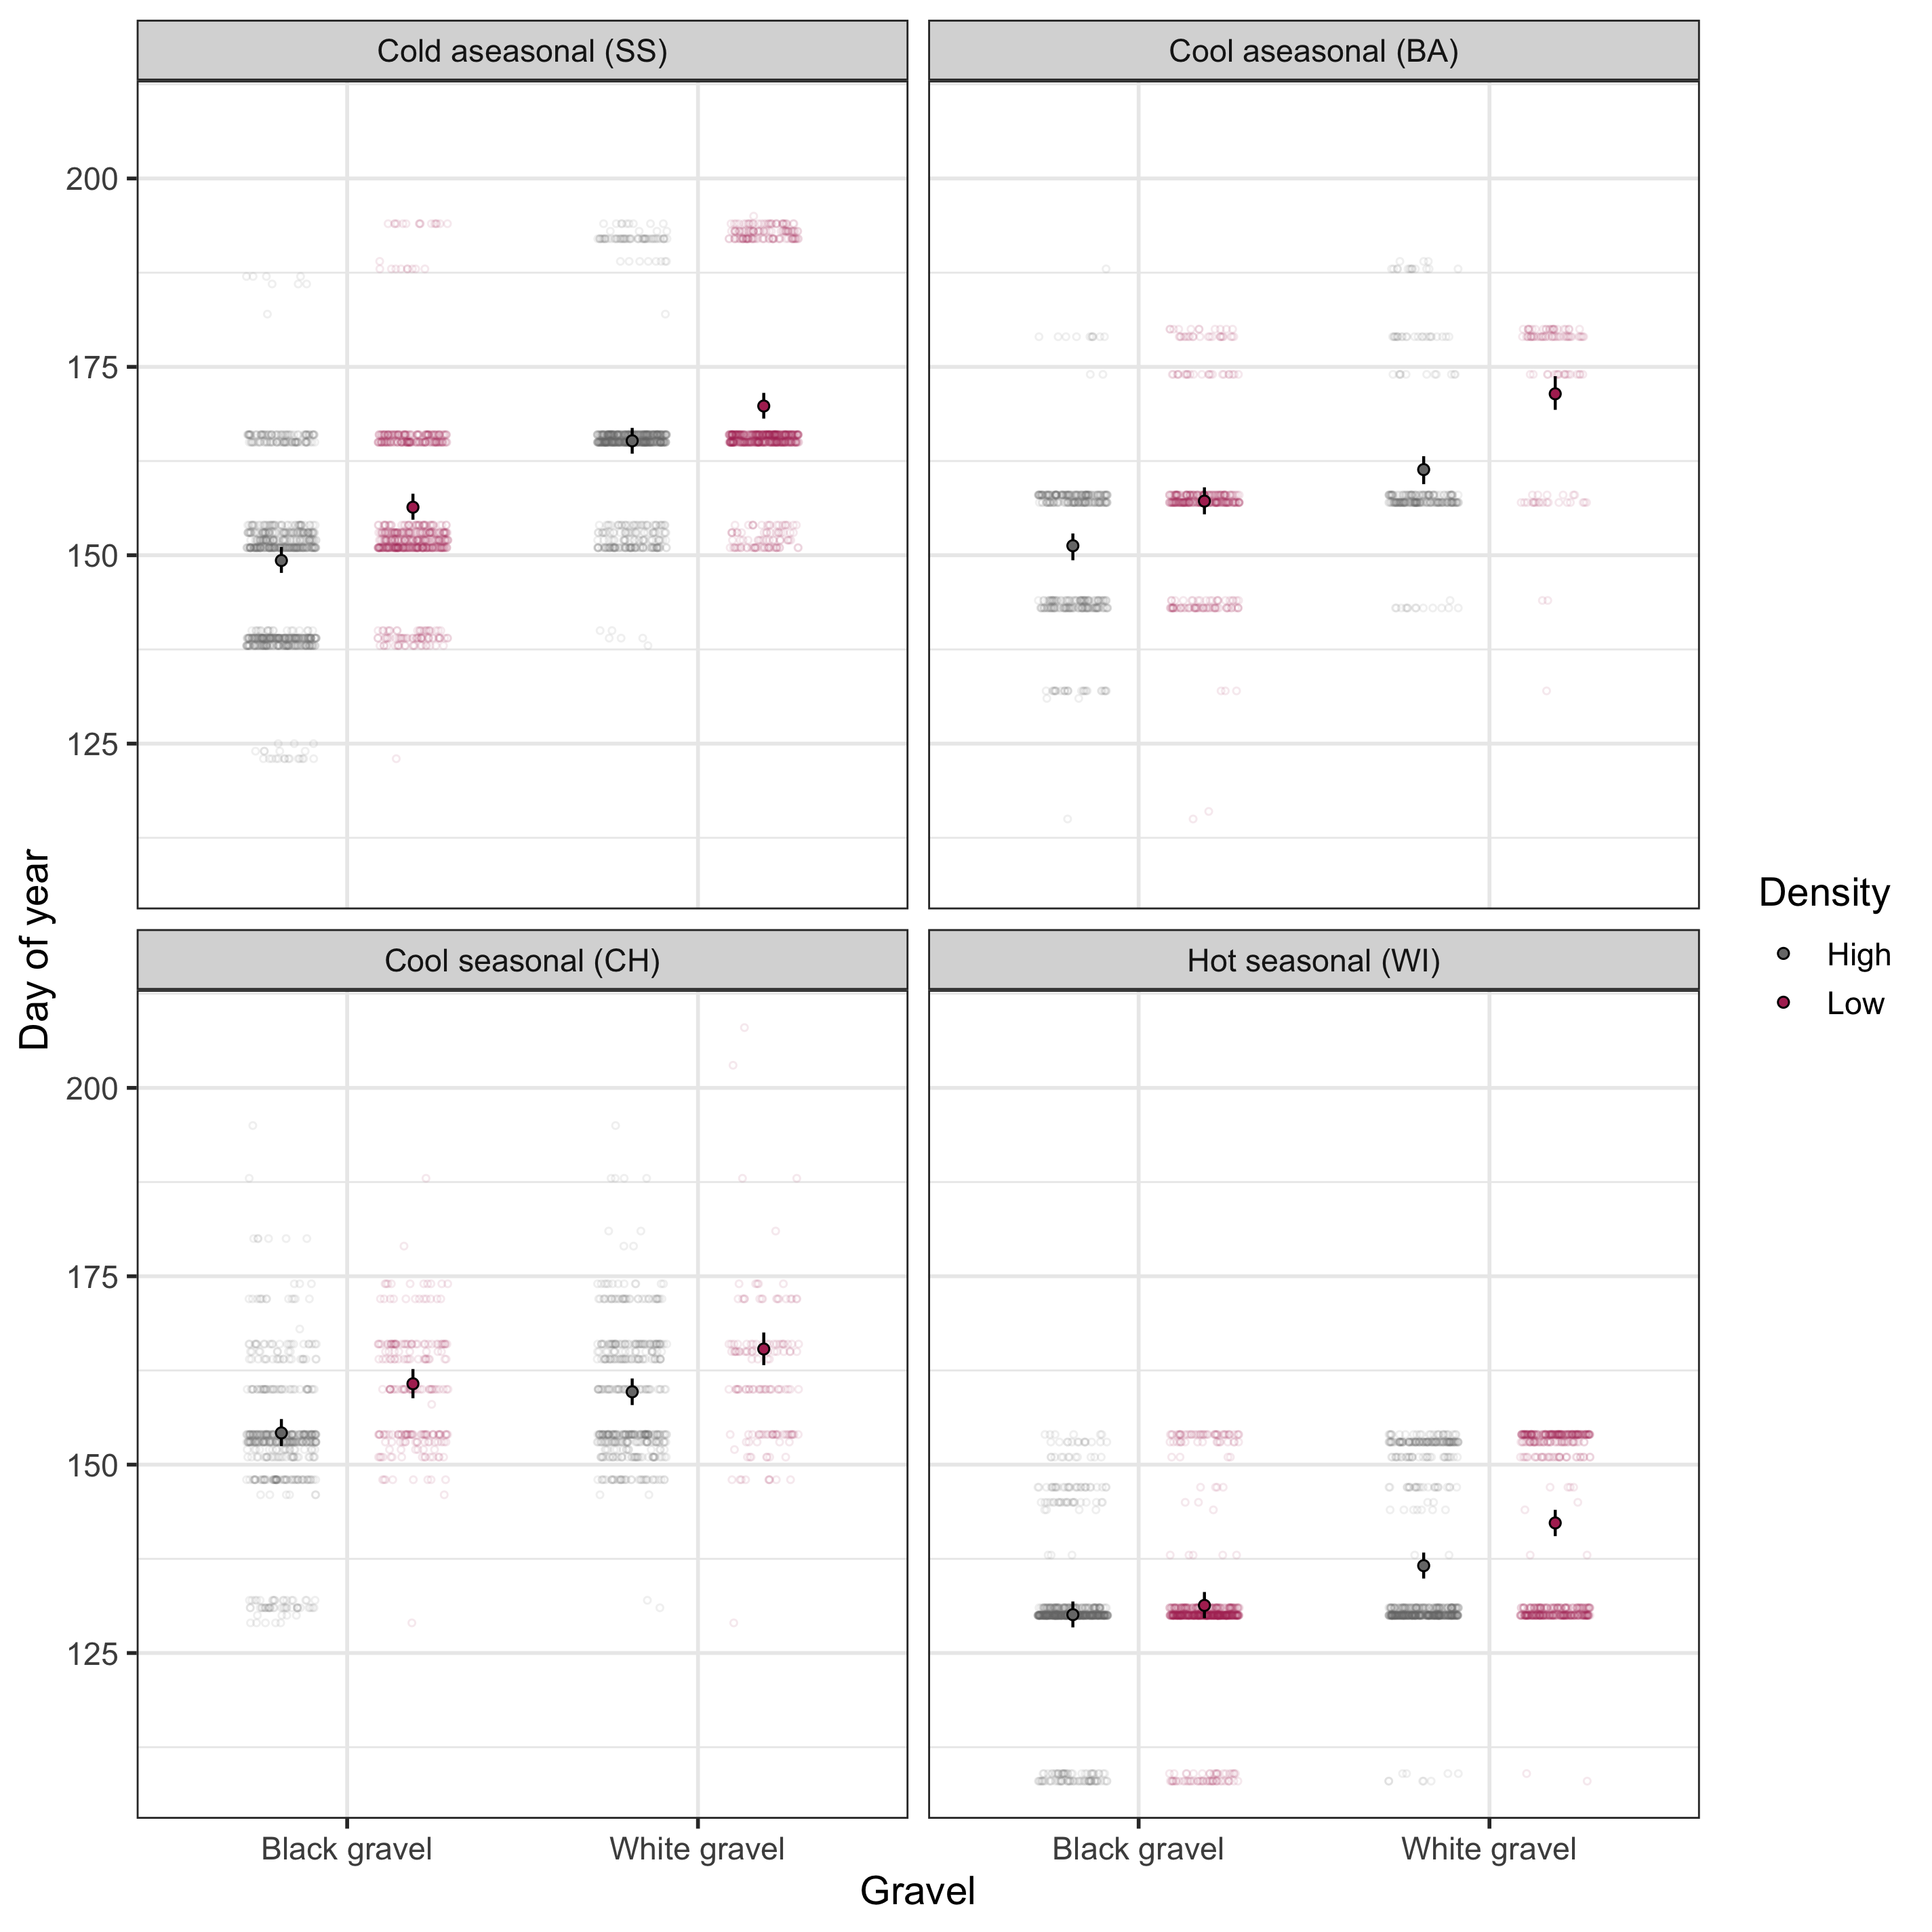 Cold aseasonal (SS)
Cool aseasonal (BA)
200
175
150
125
Cool seasonal (CH)
Hot seasonal (WI)
200
175
150
125
Black gravel
White gravel
Black gravel
White gravel
Gravel
Day of year
Density
High
Low